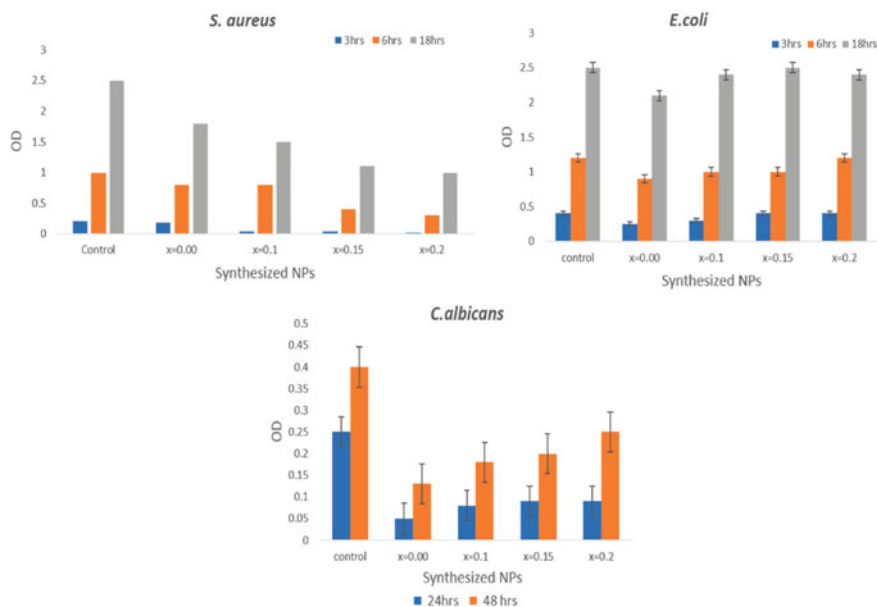 S. aureus
3hrs 6hrs 18hrs
3
2.5
2
1.5
1
0.5
0
OD
Control x=0.00 x=0.1 x=0.15 x=0.2
Synthesized NPs
E.coli
3hrs 6hrs 18hrs
3
2.5
2
1.5
1
0.5
0
OD
control x=0.00 x=0.1 x=0.15 x=0.2
Synthesized NPs
C.albicans
0.5
0.45
0.4
0.35
0.3
0.25
0.2
0.15
0.1
0.05
0
OD
control x=0.00 x=0.1 x=0.15 x=0.2
Synthesized NPs
24hrs 48 hrs